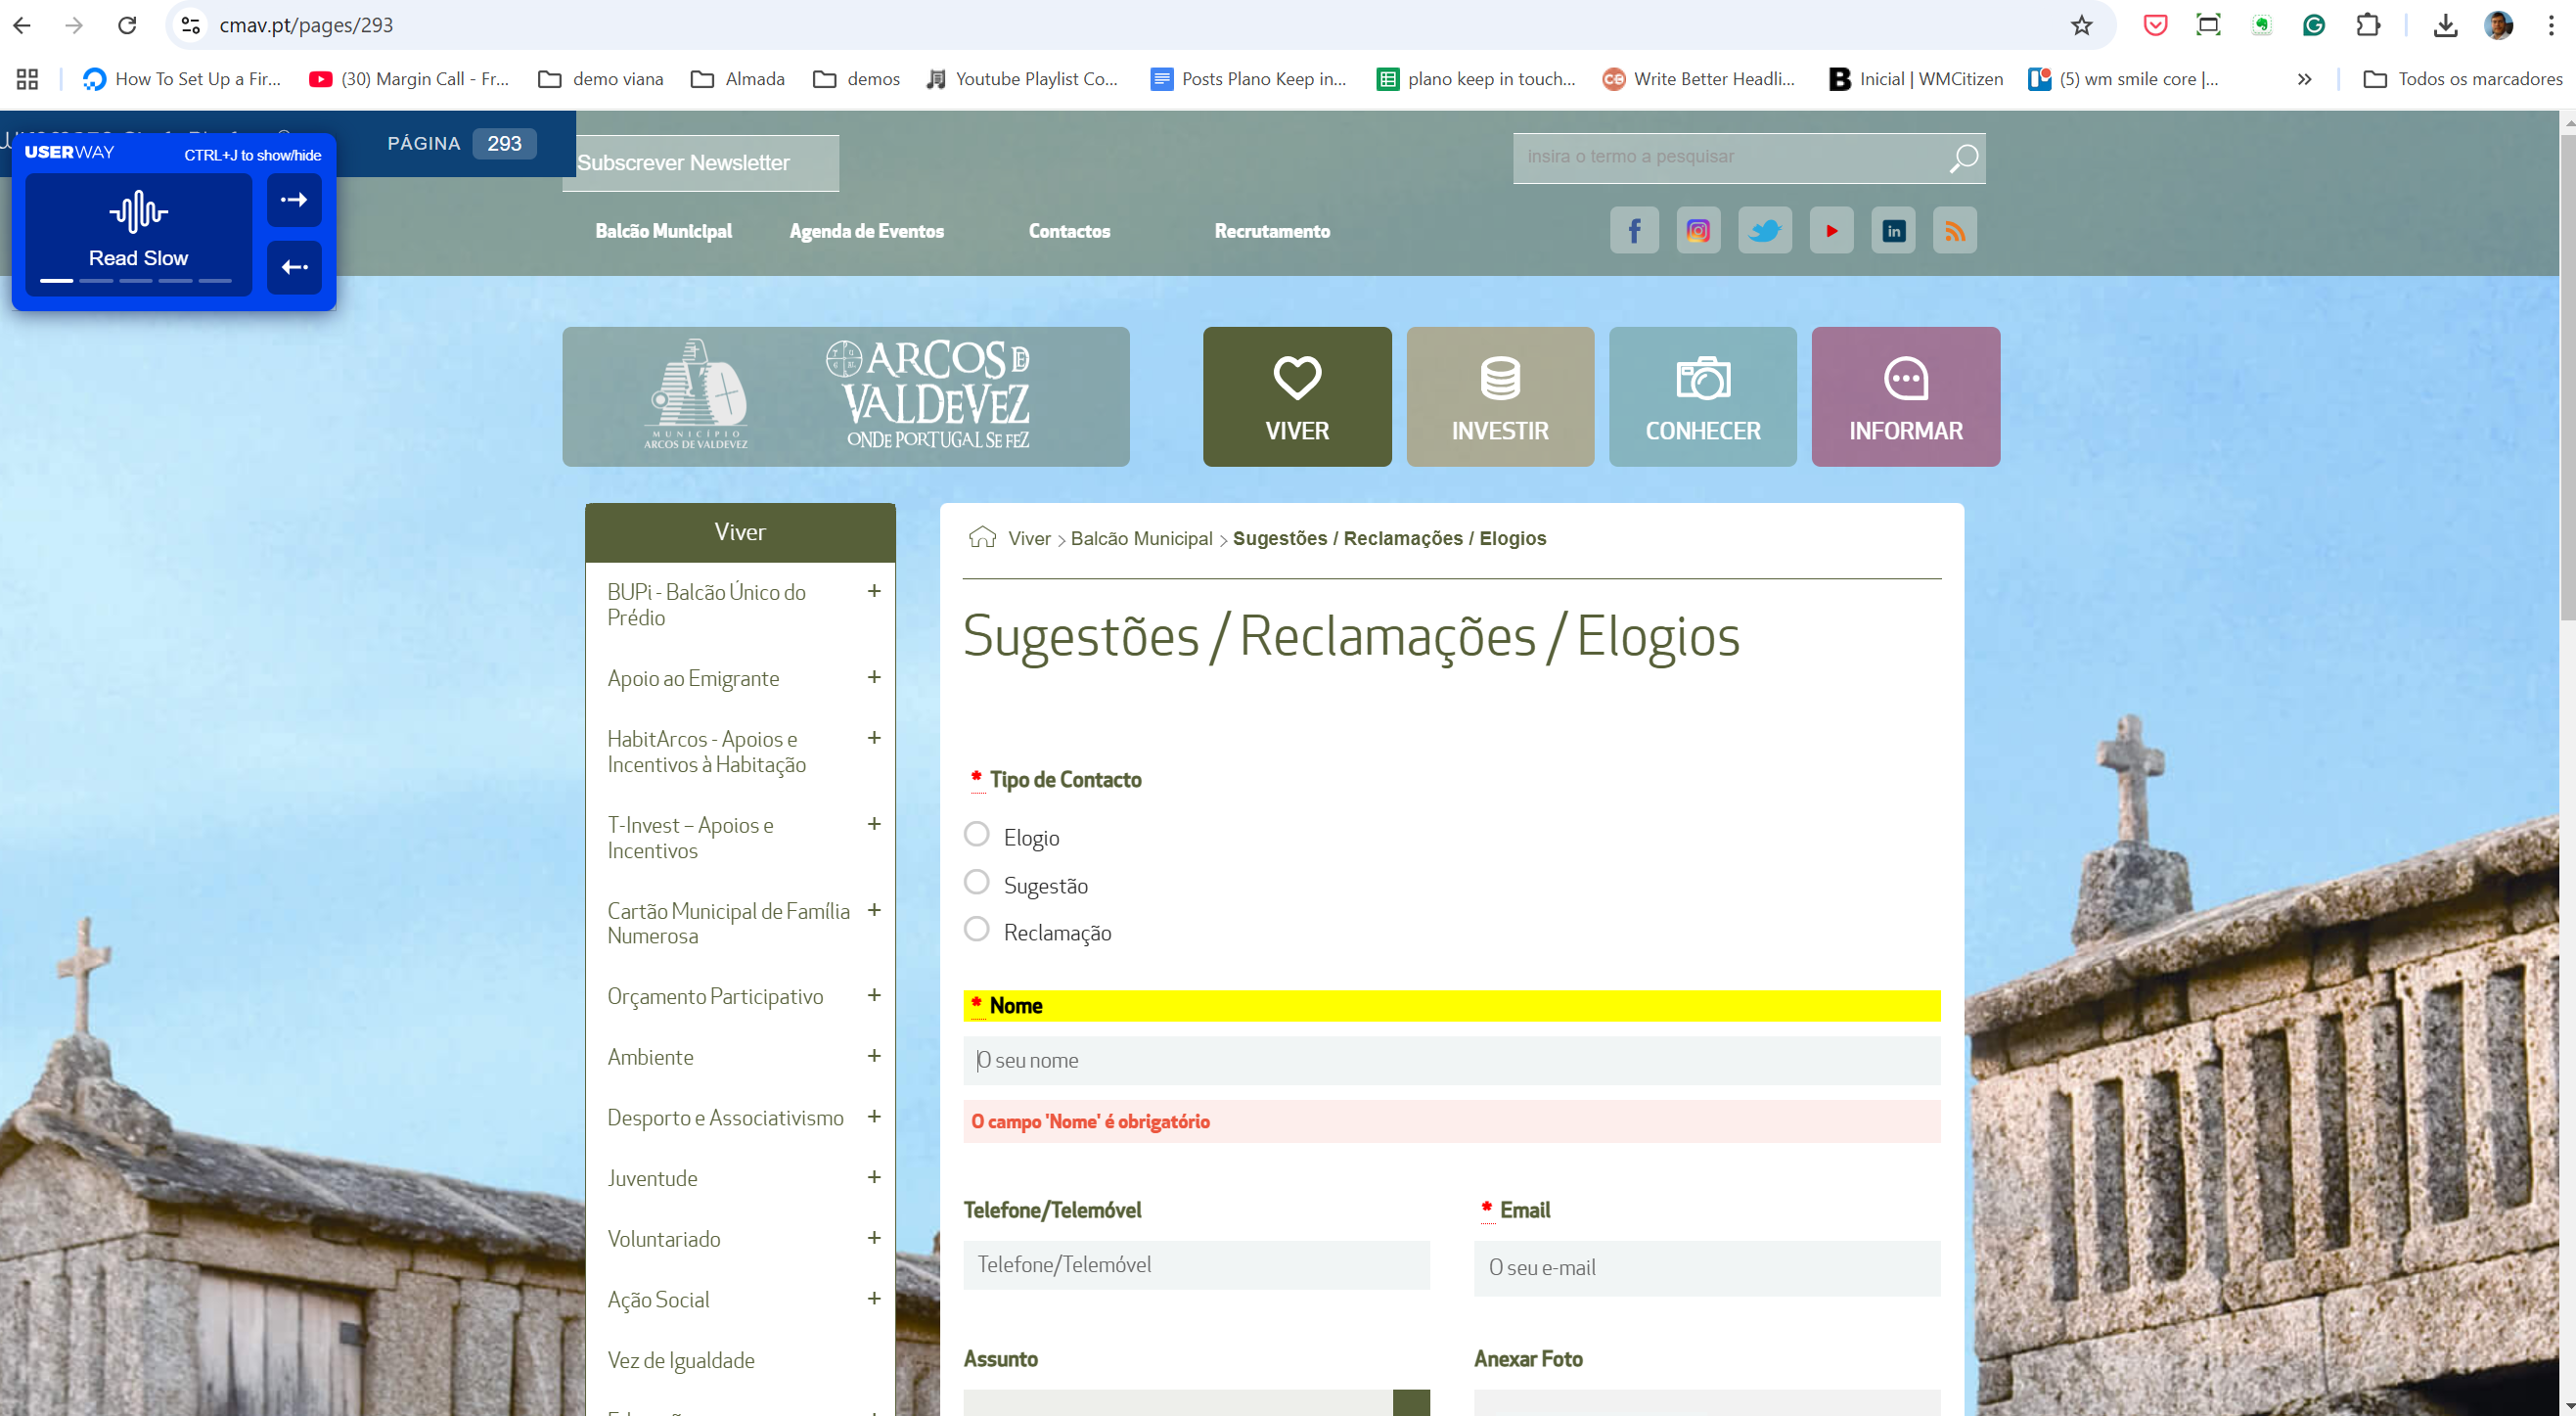 cmav.pt/pages/293
How To Set Up a Fir...
(30) Margin Call - Fr...
demo viana
Almada
demos
Youtube Playlist Co...
Posts Plano Keep in...
plano keep in touch...
Write Better Headli...
Inicial | WMCitizen
(5) wm smile core |...
»
Todos os marcadores
PÁGINA 293
USERWAY CTRL+J to show/hide
Read Slow
Subscrever Newsletter
insira o termo a pesquisar
Balcão Municipal
Agenda de Eventos
Contactos
Recrutamento
MUNICÍPIO
ARCOS DE VALDEVEZ
ARCOS DE
VALDEVEZ
ONDE PORTUGAL SE FEZ
VIVER
INVESTIR
CONHECER
INFORMAR
Viver
BUPi - Balcão Único do
Prédio
+
Apoio ao Emigrante
+
HabitArcos - Apoios e
Incentivos à Habitação
+
T-Invest – Apoios e
Incentivos
+
Cartão Municipal de Família
Numerosa
+
Orçamento Participativo
+
Ambiente
+
Desporto e Associativismo
+
Juventude
+
Voluntariado
+
Ação Social
+
Vez de Igualdade
Viver > Balcão Municipal > Sugestões / Reclamações / Elogios
Sugestões / Reclamações / Elogios
* Tipo de Contacto
Elogio
Sugestão
Reclamação
* Nome
O seu nome
O campo 'Nome' é obrigatório
Telefone/Telemóvel
Telefone/Telemóvel
* Email
O seu e-mail
Assunto
Anexar Foto